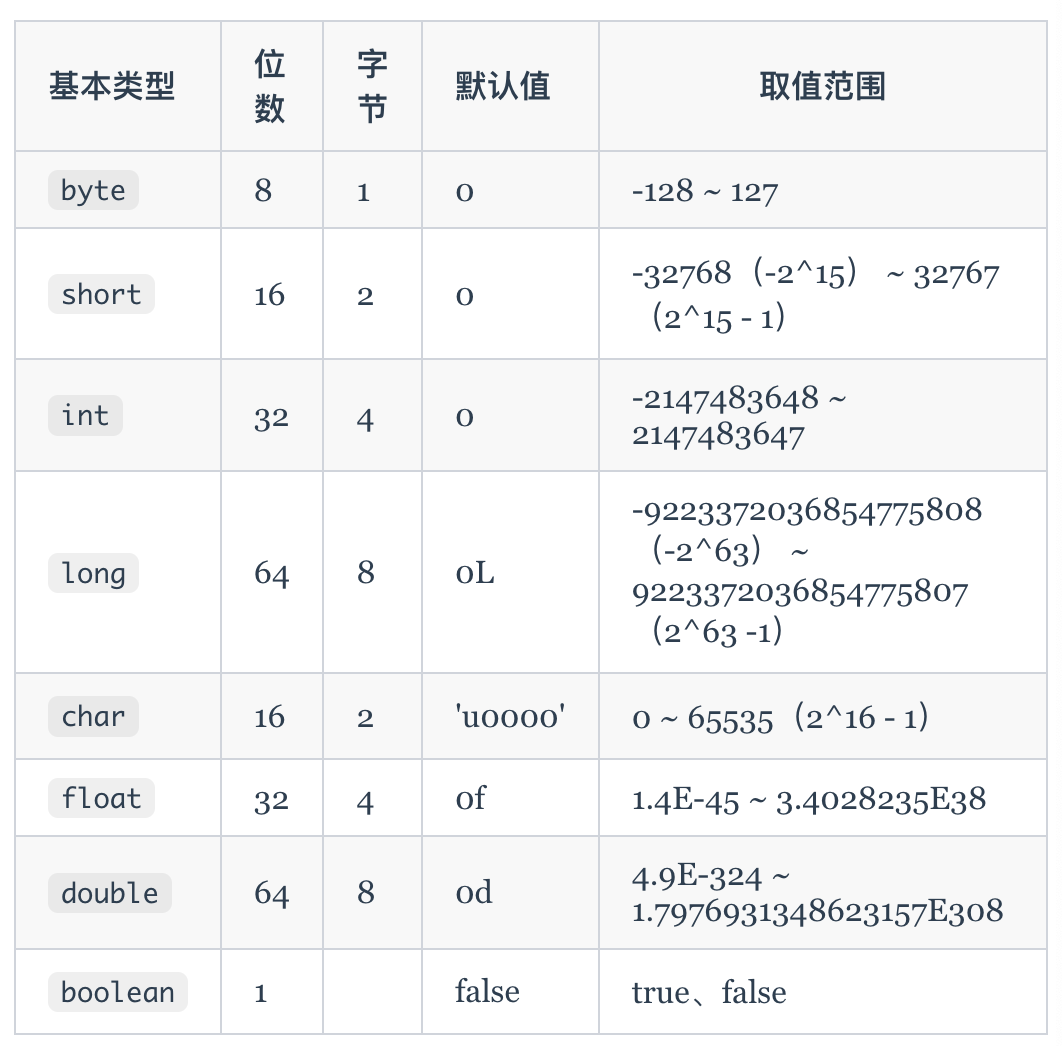 基本类型 位数 字节 默认值 取值范围
byte 8 1 0 -128 ~ 127
short 16 2 0 -32768（-2^15） ~ 32767
（2^15 - 1）
int 32 4 0 -2147483648 ~
2147483647
long 64 8 0L -9223372036854775808
（-2^63） ~
9223372036854775807
（2^63 -1）
char 16 2 'u0000' 0 ~ 65535（2^16 - 1）
float 32 4 0f 1.4E-45 ~ 3.4028235E38
double 64 8 0d 4.9E-324 ~
1.7976931348623157E308
boolean 1 false true、false